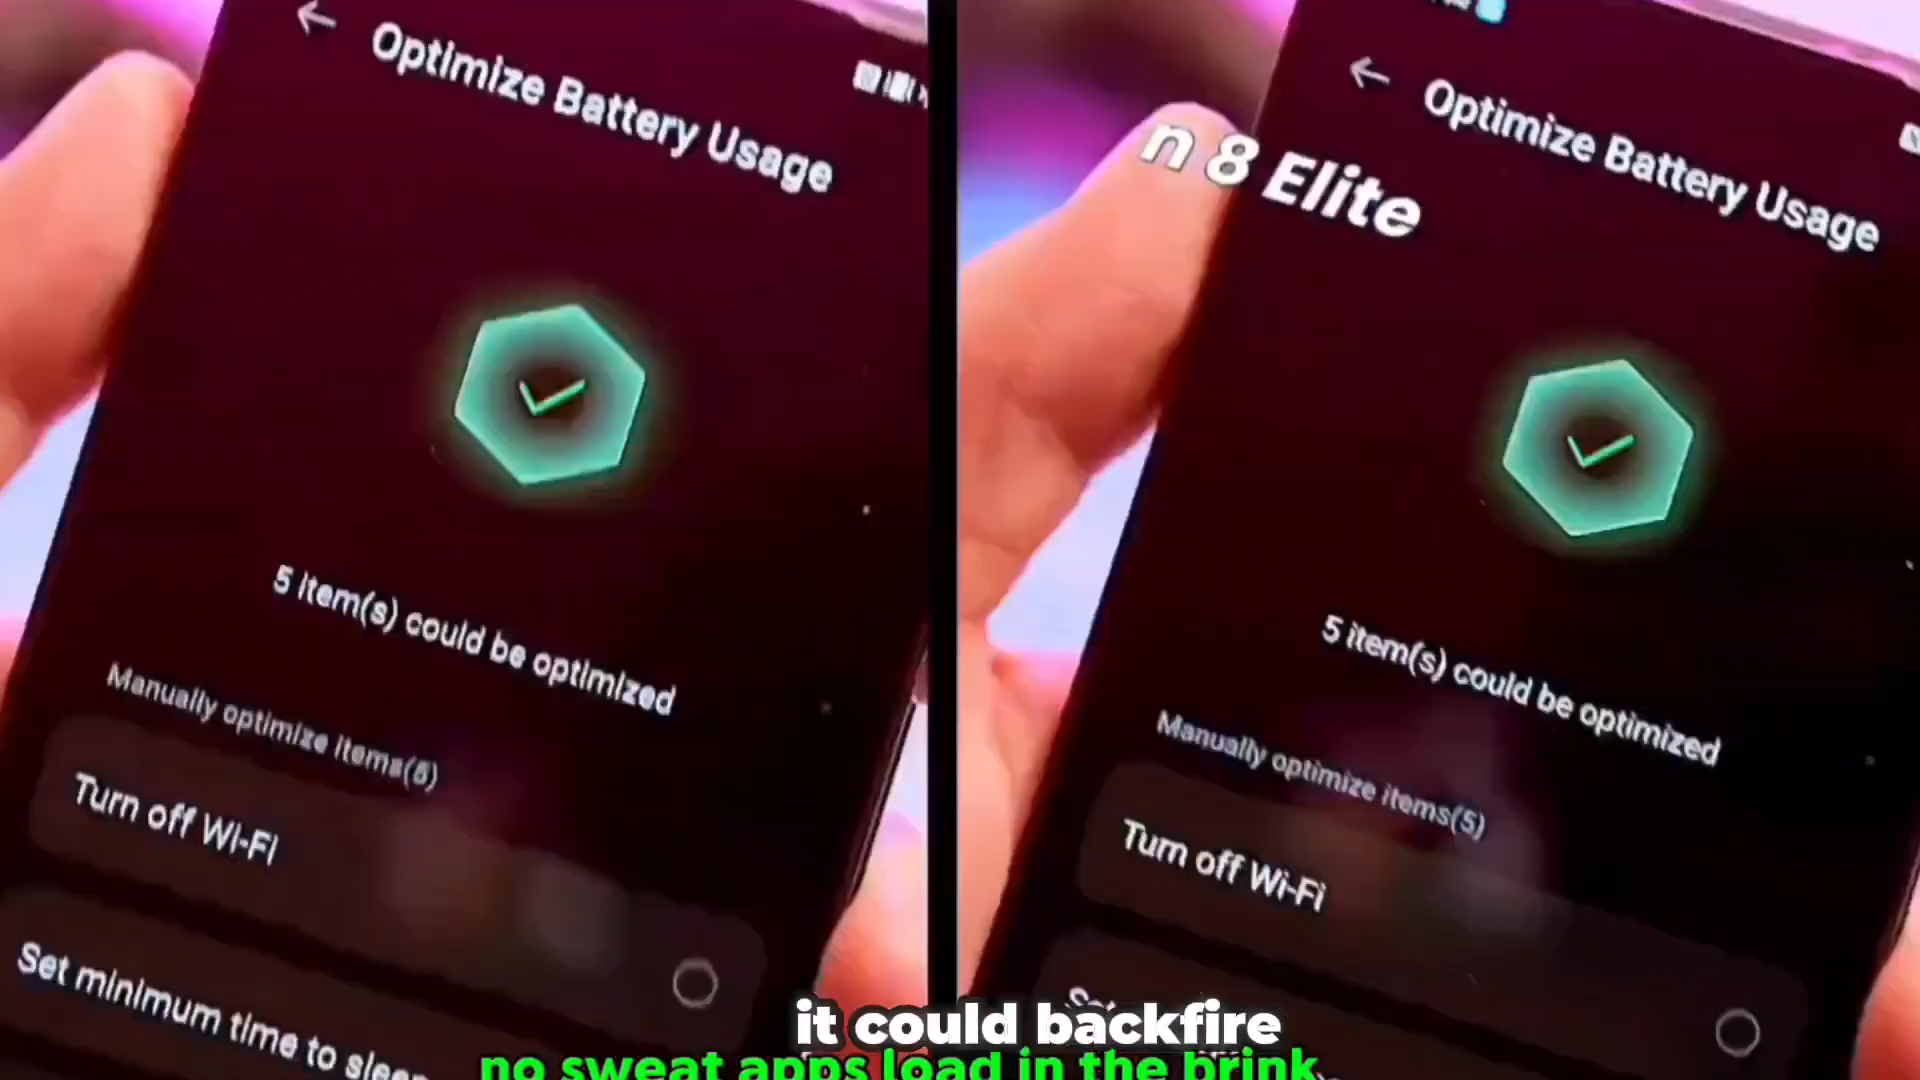 Optimize Battery Usage
5 item(s) could be optimized
Manually optimize items(5)
Turn off Wi-Fi
Set minimum time to sleep
Optimize Battery Usage
n 8 Elite
5 item(s) could be optimized
Manually optimize items(5)
Turn off Wi-Fi
Set
it could backfire
no sweat apps load in the brink